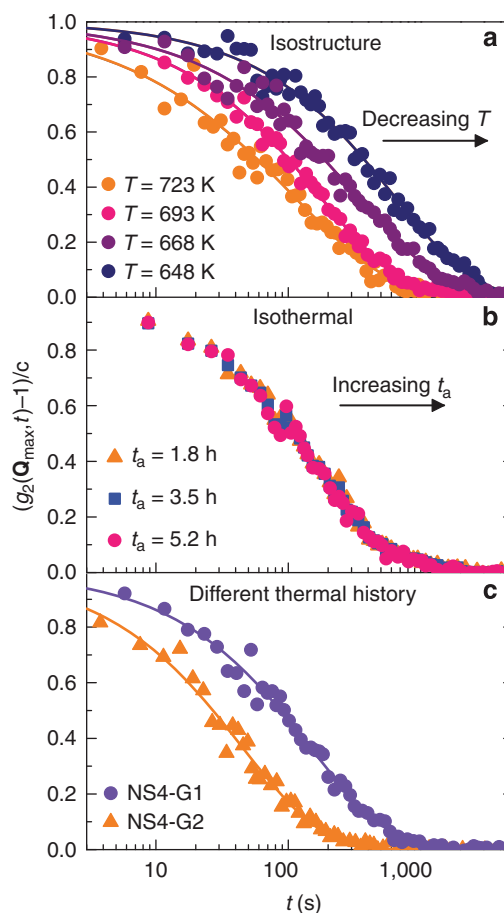 a
Isostructure
Decreasing T
T = 723 K
T = 693 K
T = 668 K
T = 648 K
1.0
0.8
0.6
0.4
0.2
0.0
b
Isothermal
Increasing tₐ
tₐ = 1.8 h
tₐ = 3.5 h
tₐ = 5.2 h
0.8
0.6
0.4
0.2
0.0
(g₂(Qmax,t)–1)/c
c
Different thermal history
NS4-G1
NS4-G2
0.8
0.6
0.4
0.2
0.0
10 100 1,000
t (s)